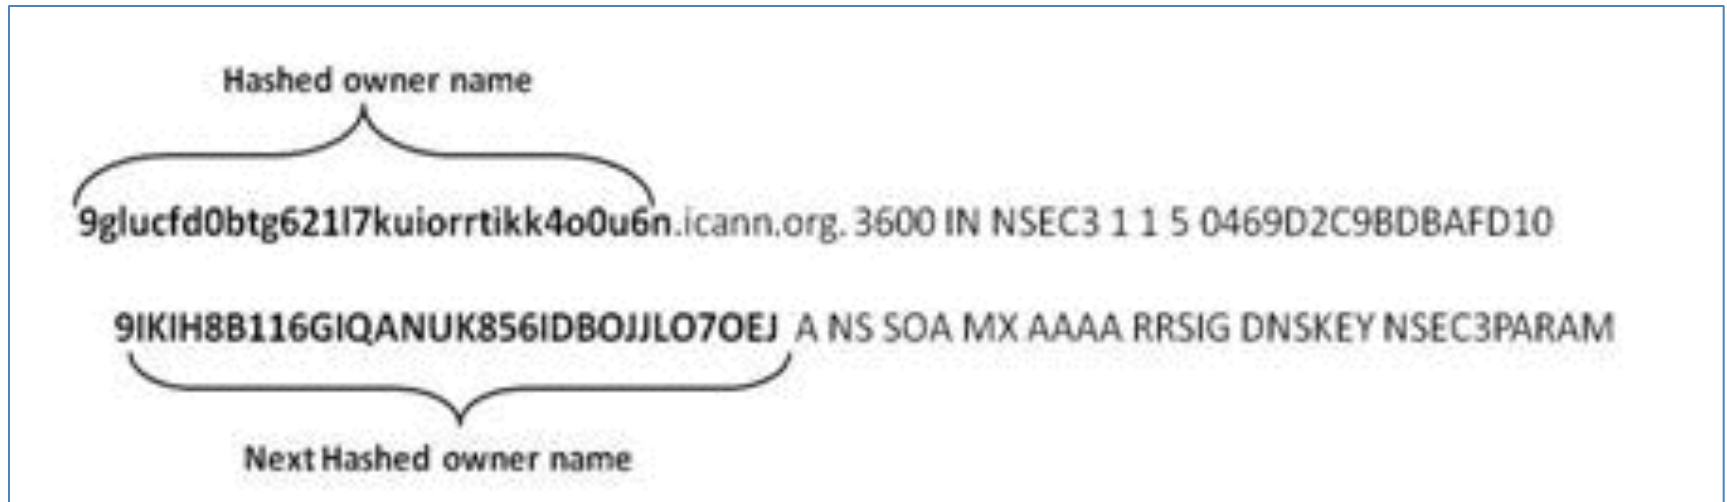 Hashed owner name
9glucfd0btg621l7kuiorrtikk4o0u6n.icann.org. 3600 IN NSEC3 1 1 5 0469D2C9BDBAFD10
9IKIH8B116GIQANUK856IDBOJJLO7OEJ A NS SOA MX AAAA RRSIG DNSKEY NSEC3PARAM
Next Hashed owner name